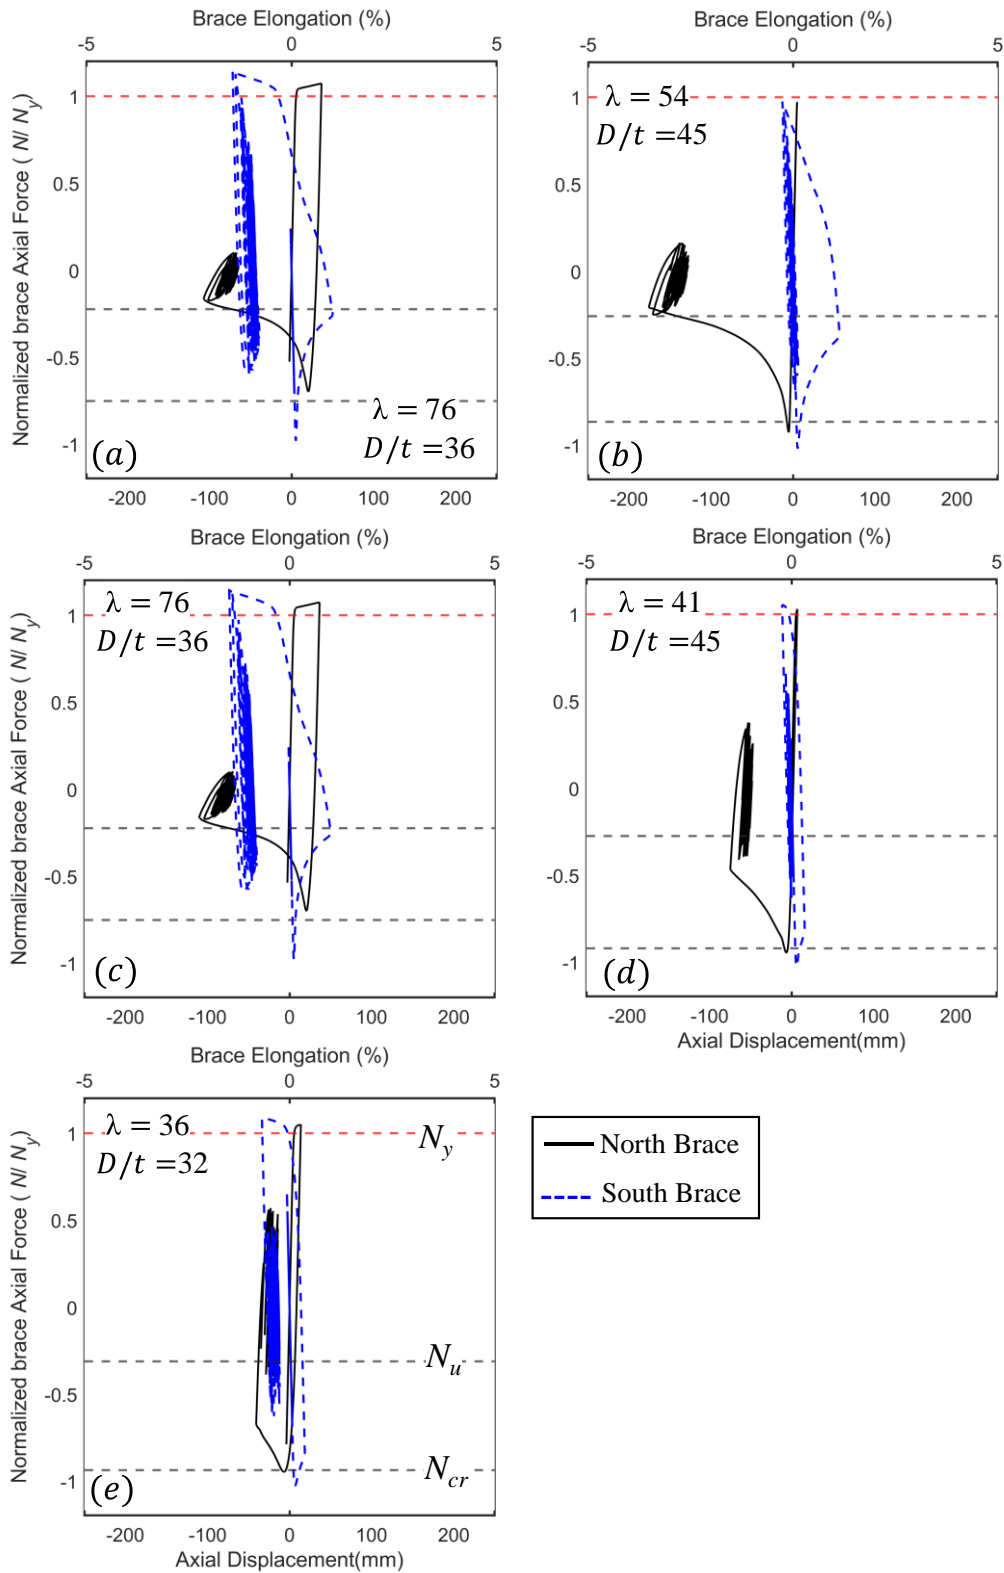 Brace Elongation (%)
-5 0 5
Normalized brace Axial Force ( N/ Ny)
1
0.5
0
-0.5
-1
λ = 76
D/t =36
(a)
-200 -100 0 100 200
Brace Elongation (%)
-5 0 5
1
0.5
0
-0.5
-1
λ = 54
D/t =45
(b)
-200 -100 0 100 200
Brace Elongation (%)
-5 0 5
Normalized brace Axial Force ( N/ Ny)
1
0.5
0
-0.5
-1
λ = 76
D/t =36
(c)
-200 -100 0 100 200
Brace Elongation (%)
-5 0 5
1
0.5
0
-0.5
-1
λ = 41
D/t =45
(d)
-200 -100 0 100 200
Axial Displacement(mm)
Brace Elongation (%)
-5 0 5
Normalized brace Axial Force ( N/ Ny)
1
0.5
0
-0.5
-1
λ = 36
D/t =32
Ny
Nu
Ncr
(e)
-200 -100 0 100 200
Axial Displacement(mm)
North Brace
South Brace